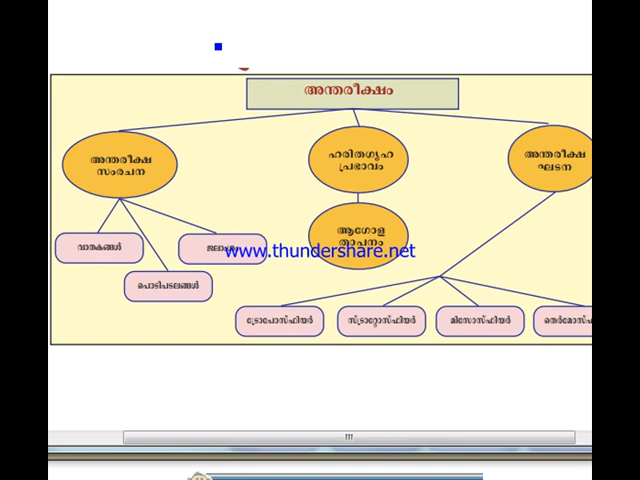 അന്തരീക്ഷം
അന്തരീക്ഷ
സംരചന
ഹരിതഗൃഹ
പ്രഭാവം
അന്തരീക്ഷ
ഘടന
ആഗോള
താപനം
വാതകങ്ങൾ
ജലാംശം
www.thundershare.net
പൊടിപടലങ്ങൾ
ട്രോപോസ്ഫിയർ
സ്ട്രാറ്റോസ്ഫിയർ
മിസോസ്ഫിയർ